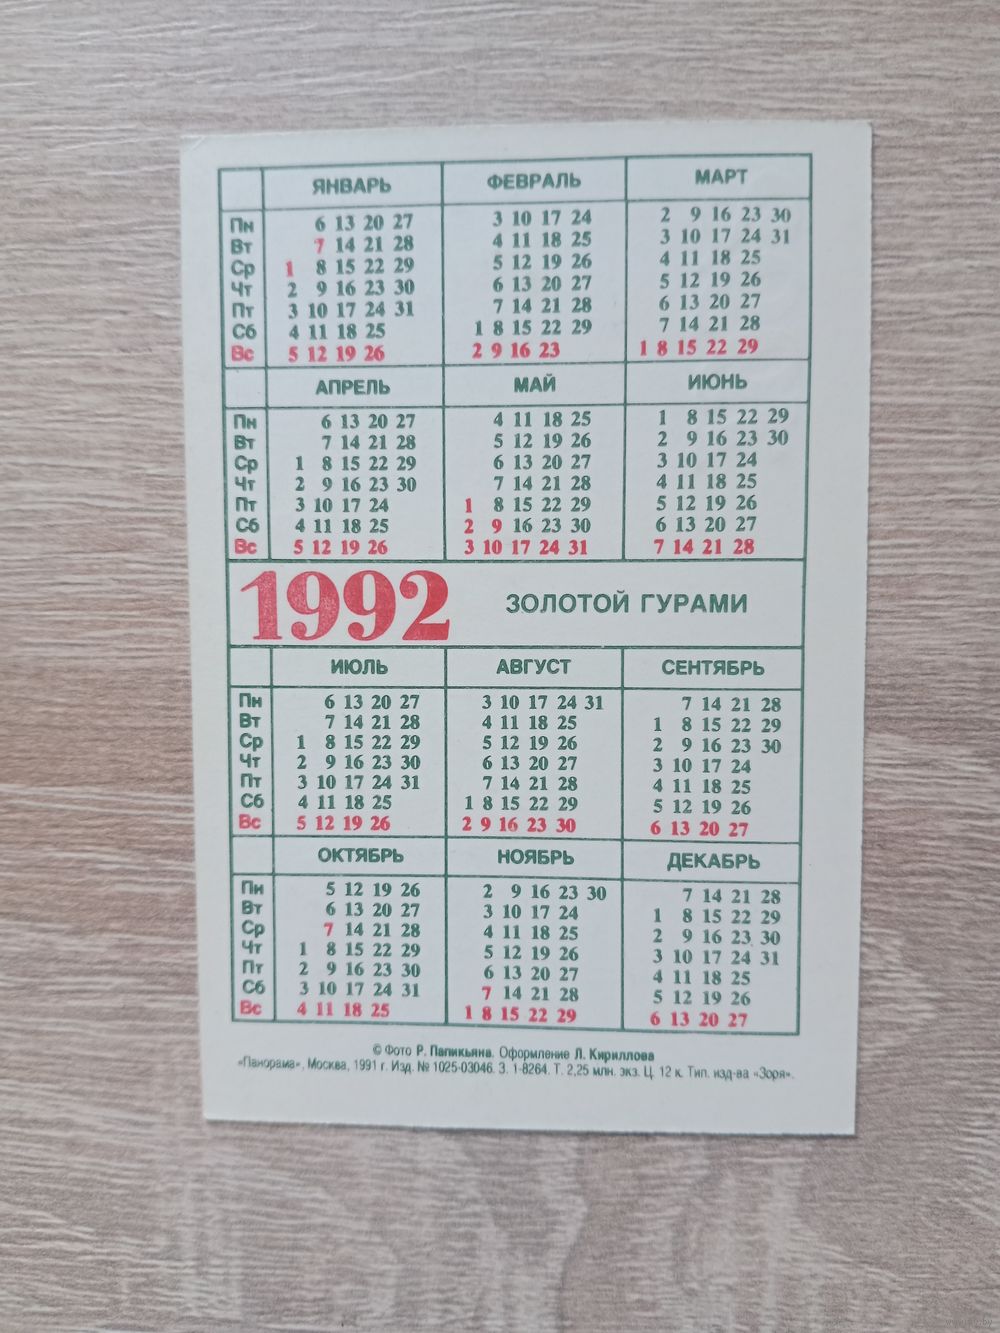 ЯНВАРЬ ФЕВРАЛЬ МАРТ
Пн 6 13 20 27 3 10 17 24 2 9 16 23 30
Вт 7 14 21 28 4 11 18 25 3 10 17 24 31
Ср 1 8 15 22 29 5 12 19 26 4 11 18 25
Чт 2 9 16 23 30 6 13 20 27 5 12 19 26
Пт 3 10 17 24 31 7 14 21 28 6 13 20 27
Сб 4 11 18 25 1 8 15 22 29 7 14 21 28
Вс 5 12 19 26 2 9 16 23 1 8 15 22 29
АПРЕЛЬ МАЙ ИЮНЬ
Пн 6 13 20 27 4 11 18 25 1 8 15 22 29
Вт 7 14 21 28 5 12 19 26 2 9 16 23 30
Ср 1 8 15 22 29 6 13 20 27 3 10 17 24
Чт 2 9 16 23 30 7 14 21 28 4 11 18 25
Пт 3 10 17 24 1 8 15 22 29 5 12 19 26
Сб 4 11 18 25 2 9 16 23 30 6 13 20 27
Вс 5 12 19 26 3 10 17 24 31 7 14 21 28
1992 ЗОЛОТОЙ ГУРАМИ
ИЮЛЬ АВГУСТ СЕНТЯБРЬ
Пн 6 13 20 27 3 10 17 24 31 7 14 21 28
Вт 7 14 21 28 4 11 18 25 1 8 15 22 29
Ср 1 8 15 22 29 5 12 19 26 2 9 16 23 30
Чт 2 9 16 23 30 6 13 20 27 3 10 17 24
Пт 3 10 17 24 31 7 14 21 28 4 11 18 25
Сб 4 11 18 25 1 8 15 22 29 5 12 19 26
Вс 5 12 19 26 2 9 16 23 30 6 13 20 27
ОКТЯБРЬ НОЯБРЬ ДЕКАБРЬ
Пн 5 12 19 26 2 9 16 23 30 7 14 21 28
Вт 6 13 20 27 3 10 17 24 1 8 15 22 29
Ср 7 14 21 28 4 11 18 25 2 9 16 23 30
Чт 1 8 15 22 29 5 12 19 26 3 10 17 24 31
Пт 2 9 16 23 30 6 13 20 27 4 11 18 25
Сб 3 10 17 24 31 7 14 21 28 5 12 19 26
Вс 4 11 18 25 1 8 15 22 29 6 13 20 27
© Фото Р. Папикьяна. Оформление Л. Кириллова
«Панорама», Москва, 1991 г. Изд. № 1025-03046. З. 1-8264. Т. 2,25 млн. экз. Ц. 12 к. Тип. изд-ва «Зоря».